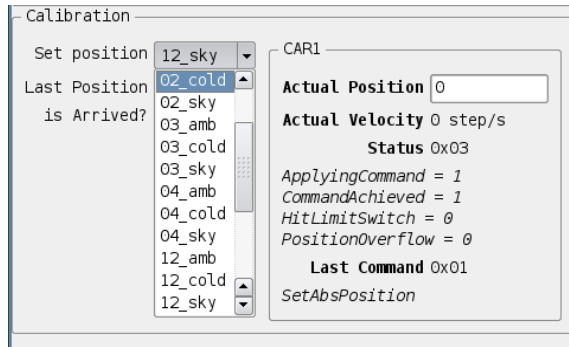 Calibration
Set position 12_sky
Last Position
is Arrived?
02_cold
02_sky
03_amb
03_cold
03_sky
04_amb
04_cold
04_sky
12_amb
12_cold
12_sky
CAR1
Actual Position 0
Actual Velocity 0 step/s
Status 0x03
ApplyingCommand = 1
CommandAchieved = 1
HitLimitSwitch = 0
PositionOverflow = 0
Last Command 0x01
SetAbsPosition